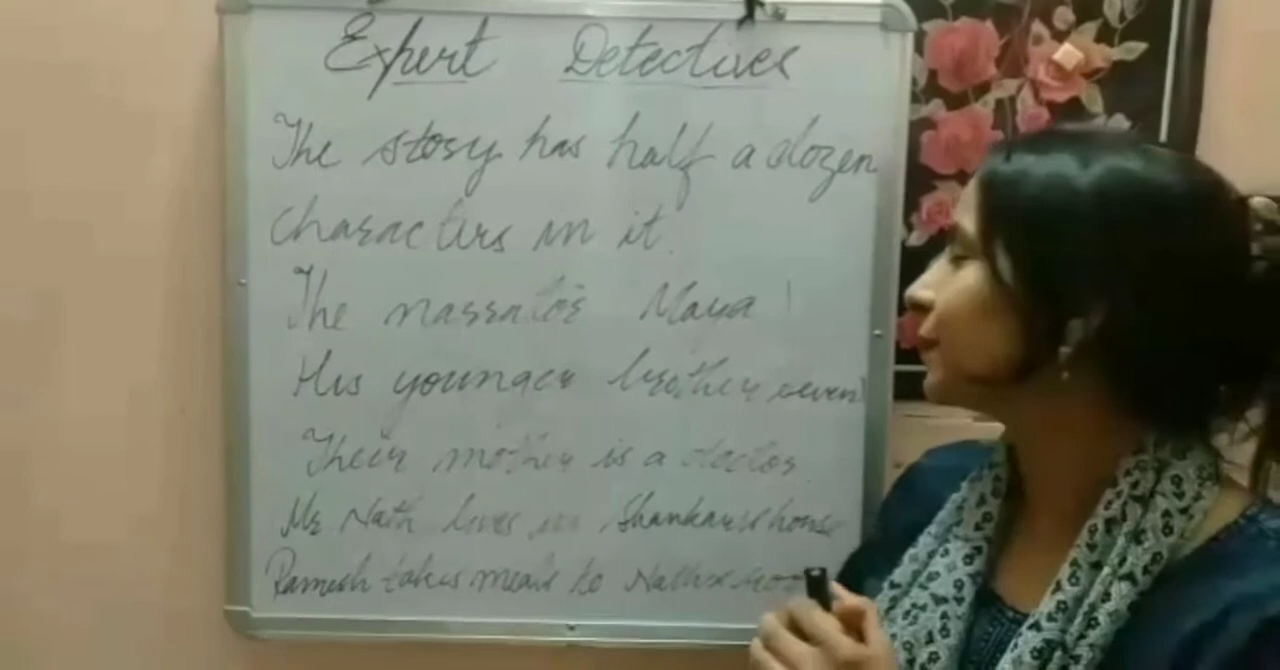 Expert Detectives
The story has half a dozen
characters in it.
The narrator Maya
His younger brother seven
Their mother is a doctor
Mr Nath lives in Shankar's house
Ramesh takes meals to Nath's